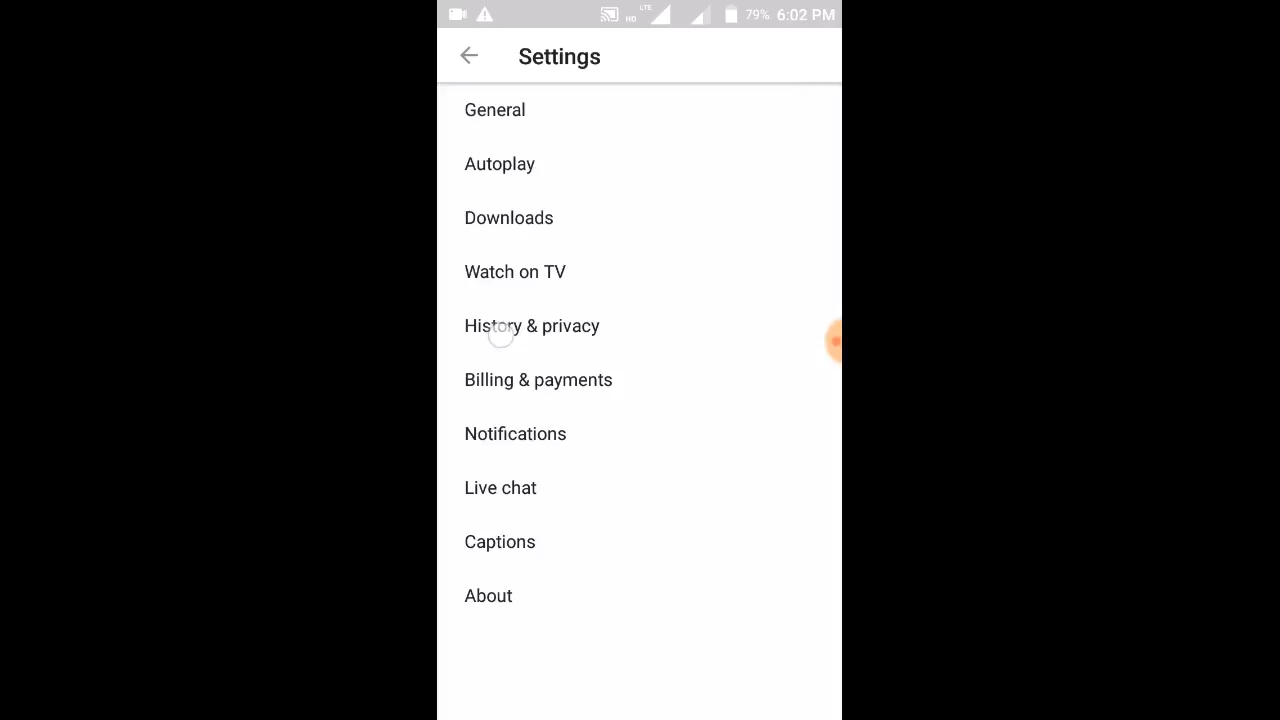 HD LTE 79% 6:02 PM
Settings
General
Autoplay
Downloads
Watch on TV
History & privacy
Billing & payments
Notifications
Live chat
Captions
About